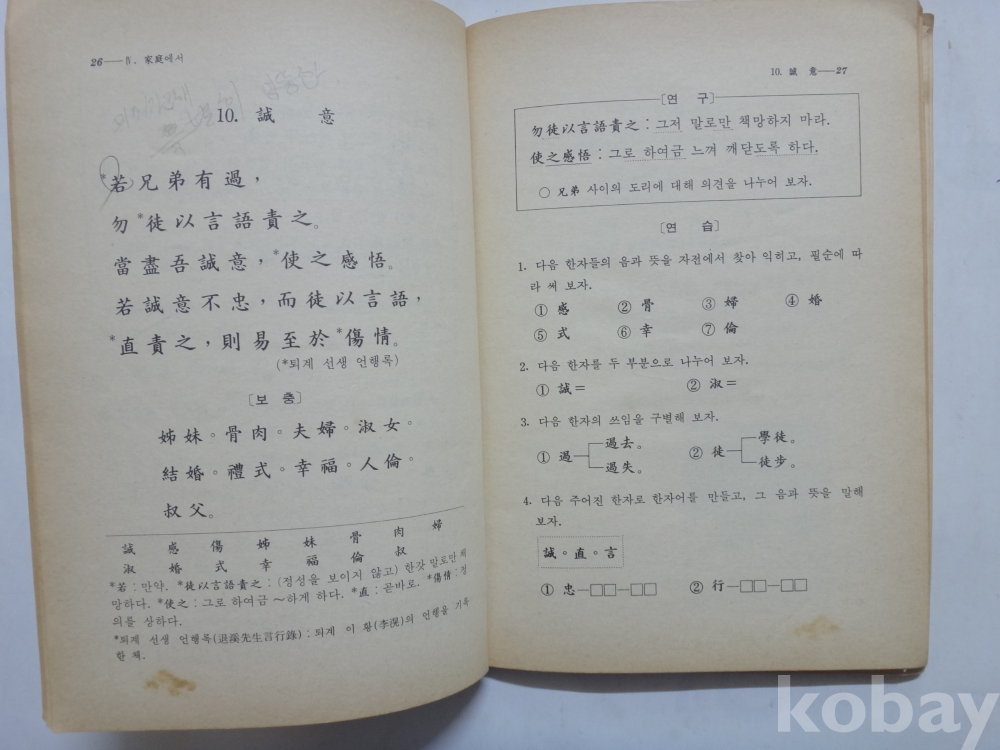 26——Ⅳ. 家庭에서
10. 誠 意
*若兄弟有過,
勿*徒以言語責之。
當盡吾誠意, *使之感悟。
若誠意不忠, 而徒以言語,
*直責之, 則易至於*傷情。
(*퇴계 선생 언행록)
[보 충]
姊妹。骨肉。夫婦。淑女。
結婚。禮式。幸福。人倫。
叔父。
誠 感 傷 姊 妹 骨 肉 婦
淑 婚 式 幸 福 倫 叔
*若 : 만약. *徒以言語責之 : (정성을 보이지 않고) 한갓 말로만 책
망하다. *使之 : 그로 하여금 ～하게 하다. *直 : 곧바로. *傷情 : 정
의를 상하다.
*퇴계 선생 언행록(退溪先生言行錄) : 퇴계 이 황(李滉)의 언행을 기록
한 책.
10. 誠 意——27
[연 구]
勿徒以言語責之 : 그저 말로만 책망하지 마라.
使之感悟 : 그로 하여금 느껴 깨닫도록 하다.
○ 兄弟 사이의 도리에 대해 의견을 나누어 보자.
[연 습]
1. 다음 한자들의 음과 뜻을 자전에서 찾아 익히고, 필순에 따
라 써 보자.
① 感 ② 骨 ③ 婦 ④ 婚
⑤ 式 ⑥ 幸 ⑦ 倫
2. 다음 한자를 두 부분으로 나누어 보자.
① 誠= ② 淑=
3. 다음 한자의 쓰임을 구별해 보자.
① 過 過去。 過失。 ② 徒 學徒。 徒步。
4. 다음 주어진 한자로 한자어를 만들고, 그 음과 뜻을 말해
보자.
誠。直。言
① 忠—□□—□□ ② 行—□□—□□
kobay